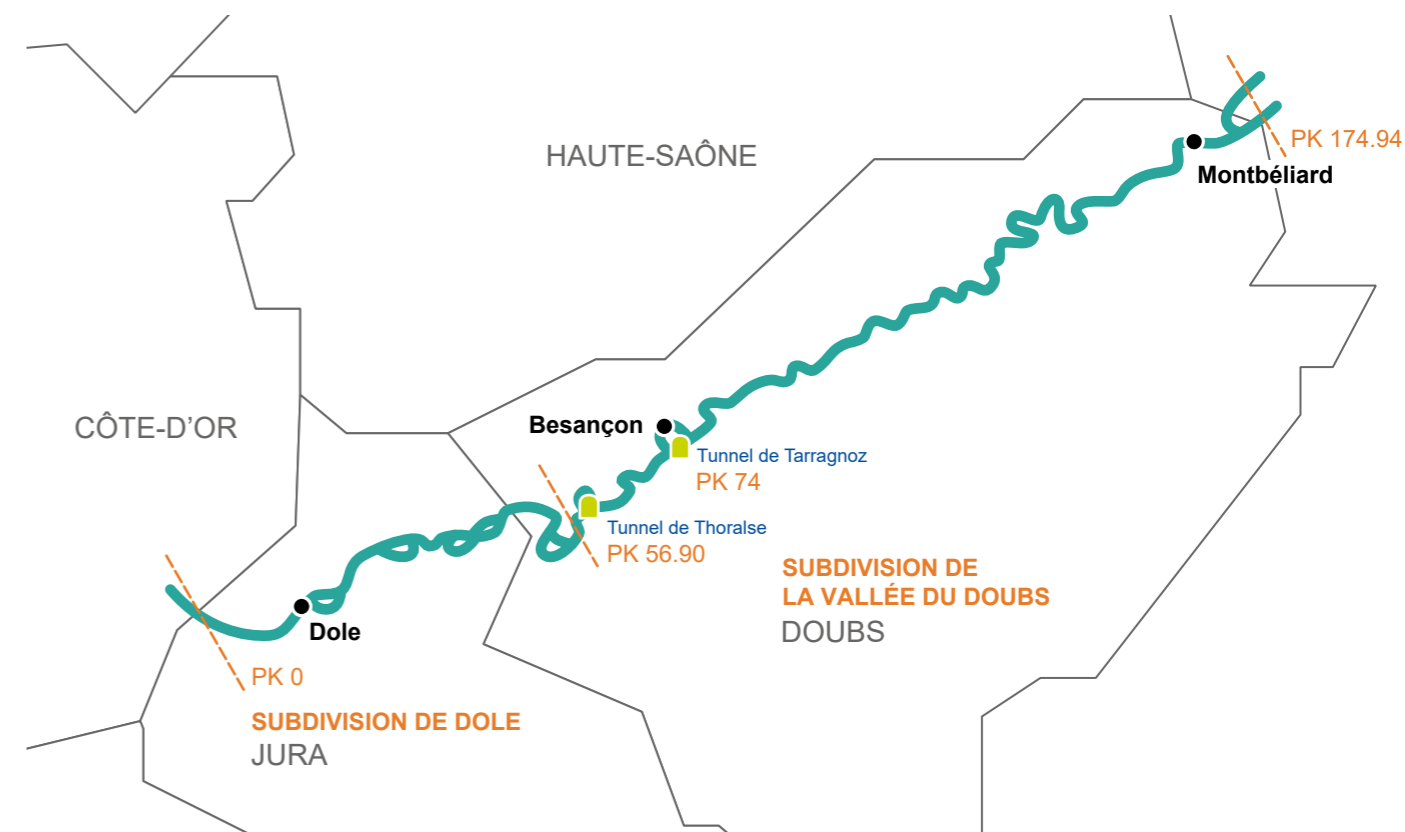 HAUTE-SAÔNE
PK 174.94
Montbéliard
CÔTE-D'OR
Besançon
Tunnel de Tarragnoz
PK 74
Tunnel de Thoralse
PK 56.90
SUBDIVISION DE
LA VALLÉE DU DOUBS
DOUBS
Dole
PK 0
SUBDIVISION DE DOLE
JURA